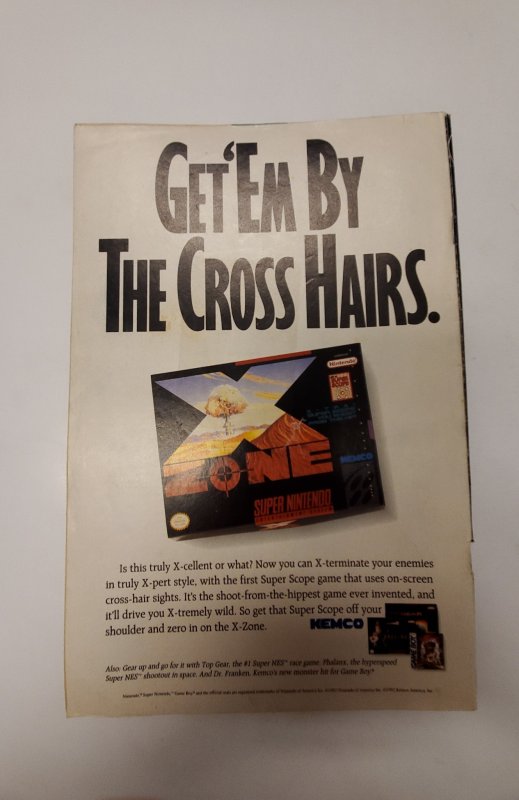 GET 'EM BY
THE CROSS HAIRS.
Nintendo
X
ZONE
KEMCO
SUPER NINTENDO
ENTERTAINMENT SYSTEM
Is this truly X-cellent or what? Now you can X-terminate your enemies
in truly X-pert style, with the first Super Scope game that uses on-screen
cross-hair sights. It's the shoot-from-the-hippest game ever invented, and
it'll drive you X-tremely wild. So get that Super Scope off your
shoulder and zero in on the X-Zone.
KEMCO
Also: Gear up and go for it with Top Gear, the #1 Super NES™ race game. Phalanx, the hyperspeed
Super NES™ shootout in space. And Dr. Franken, Kemco's new monster hit for Game Boy.®